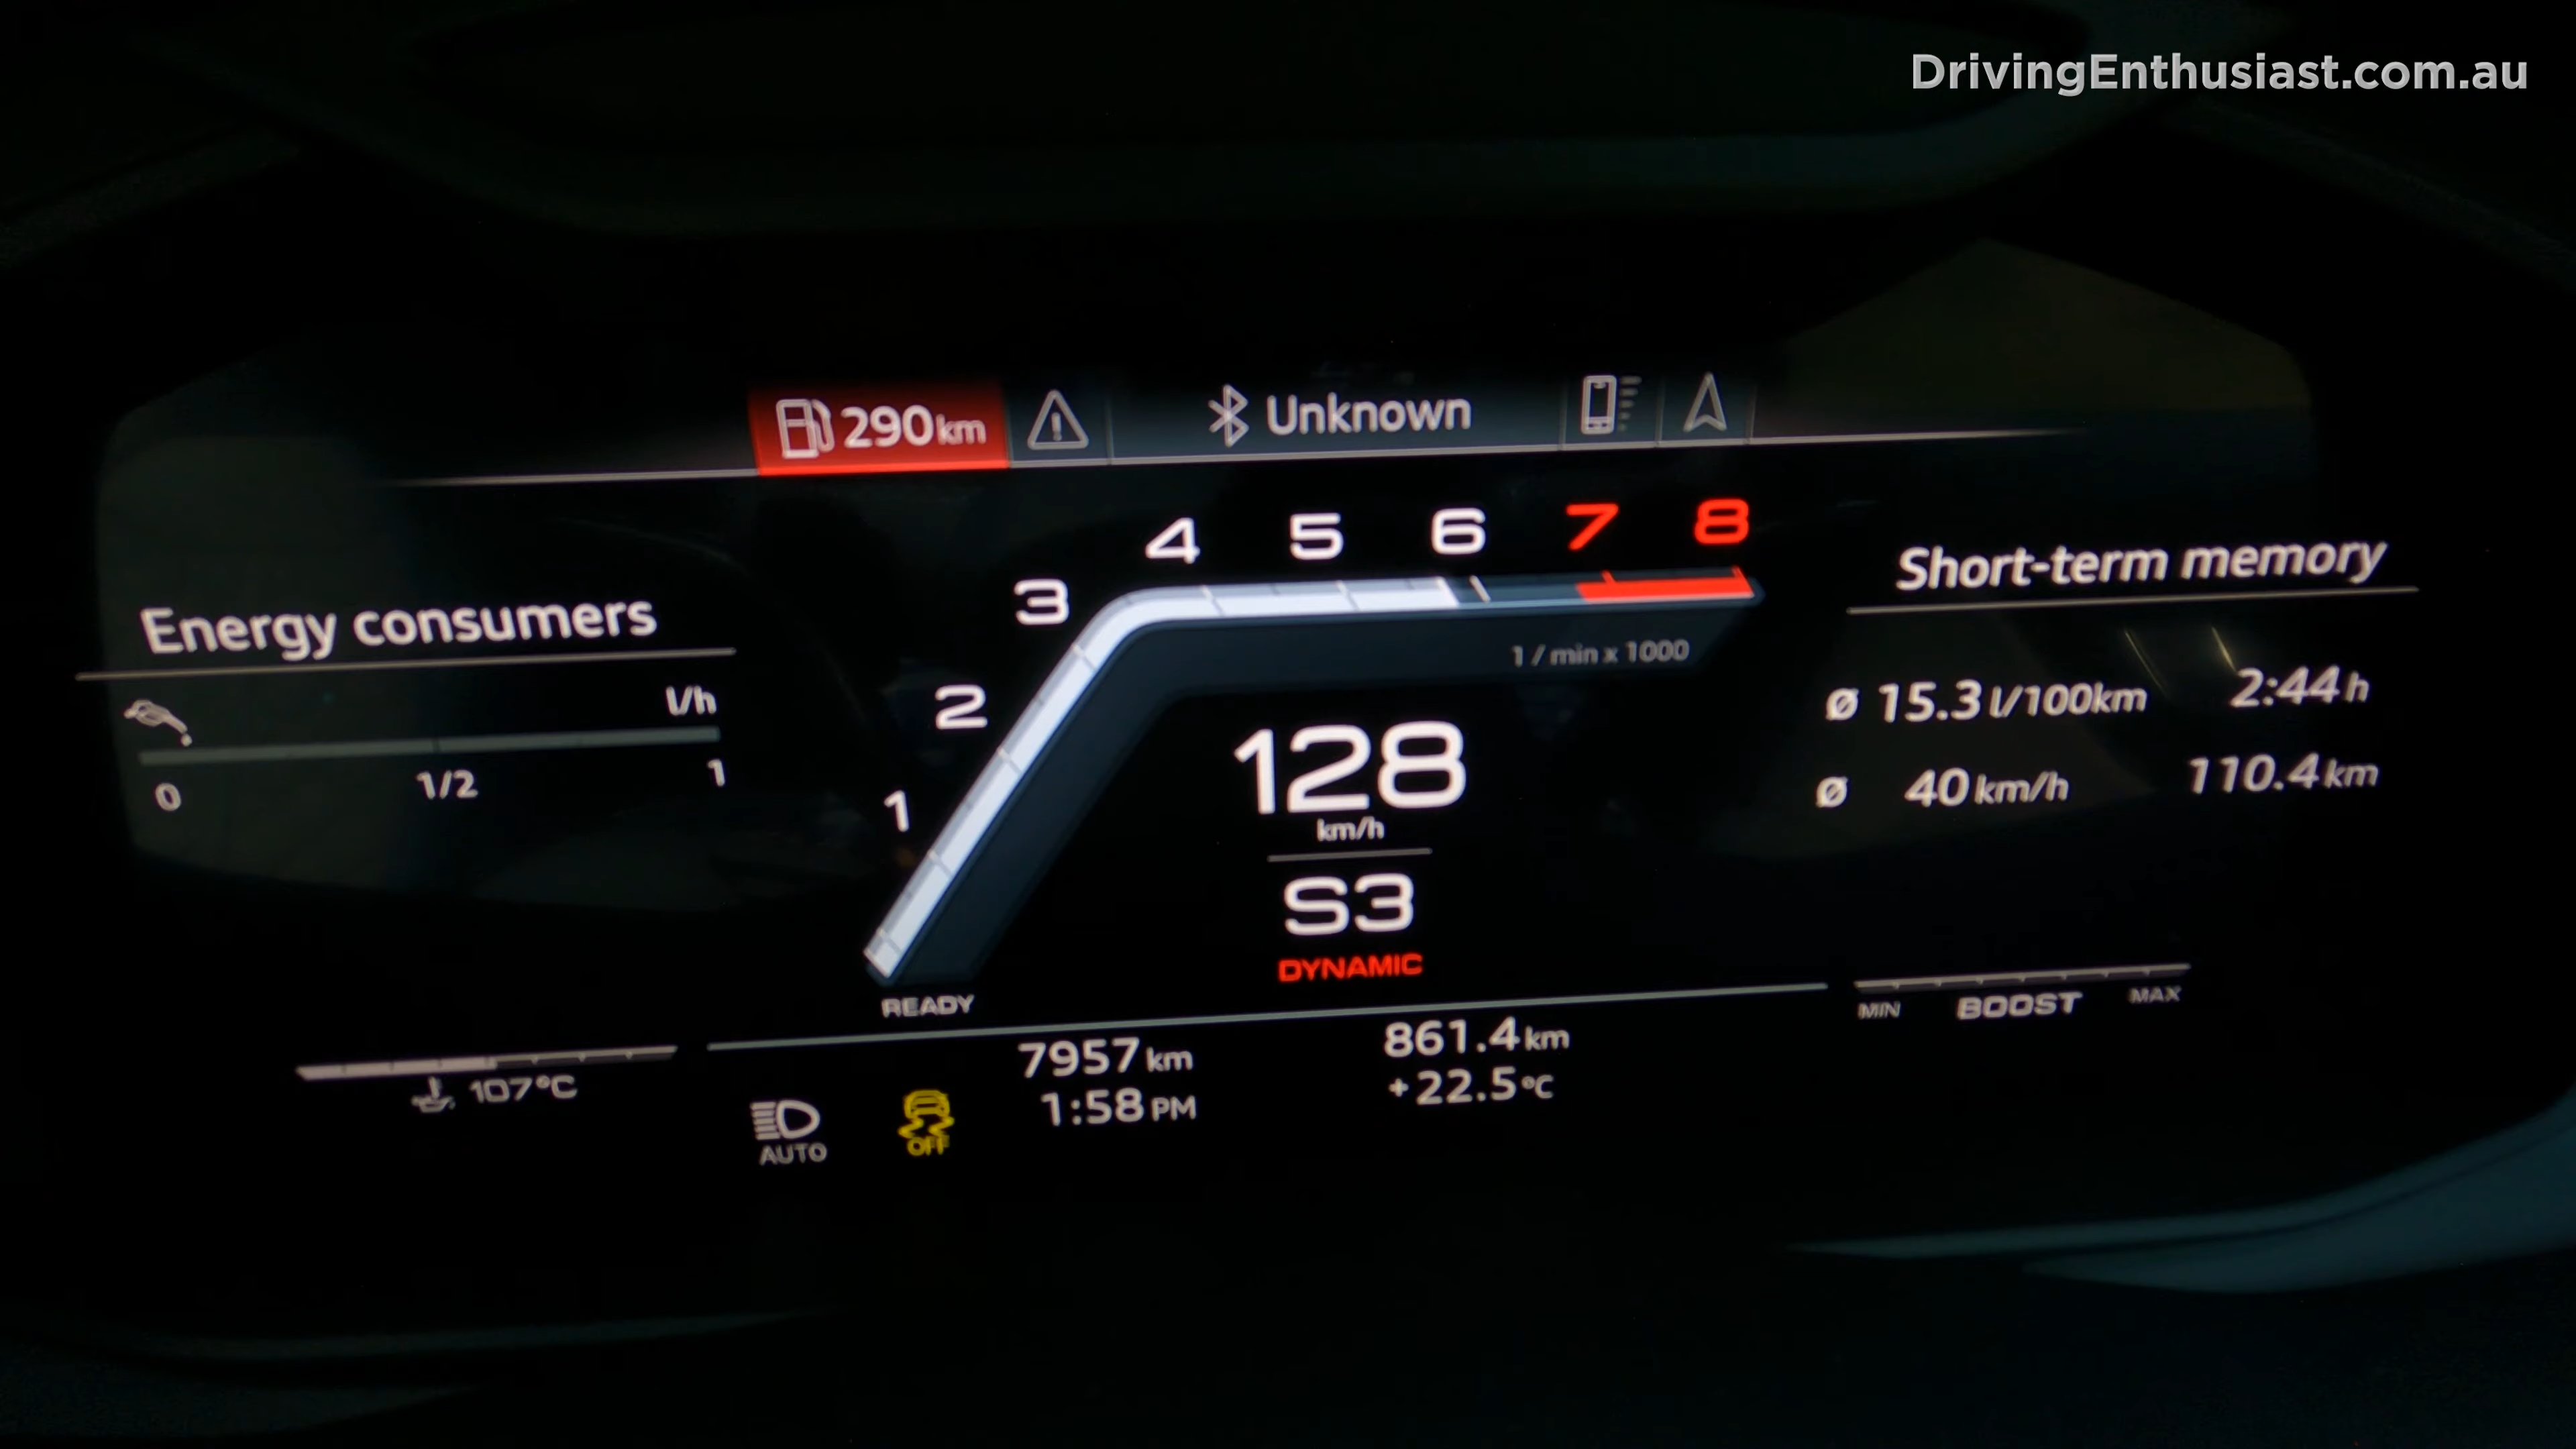 DrivingEnthusiast.com.au
290 km
Unknown
4 5 6 7 8
3
2
1
1 / min x 1000
Energy consumers
l/h
0 1/2 1
128
km/h
S3
DYNAMIC
READY
Short-term memory
ø 15.3 l/100km 2:44 h
ø 40 km/h 110.4 km
MIN BOOST MAX
107°C
AUTO
OFF
7957 km 861.4 km
1:58 PM +22.5°C